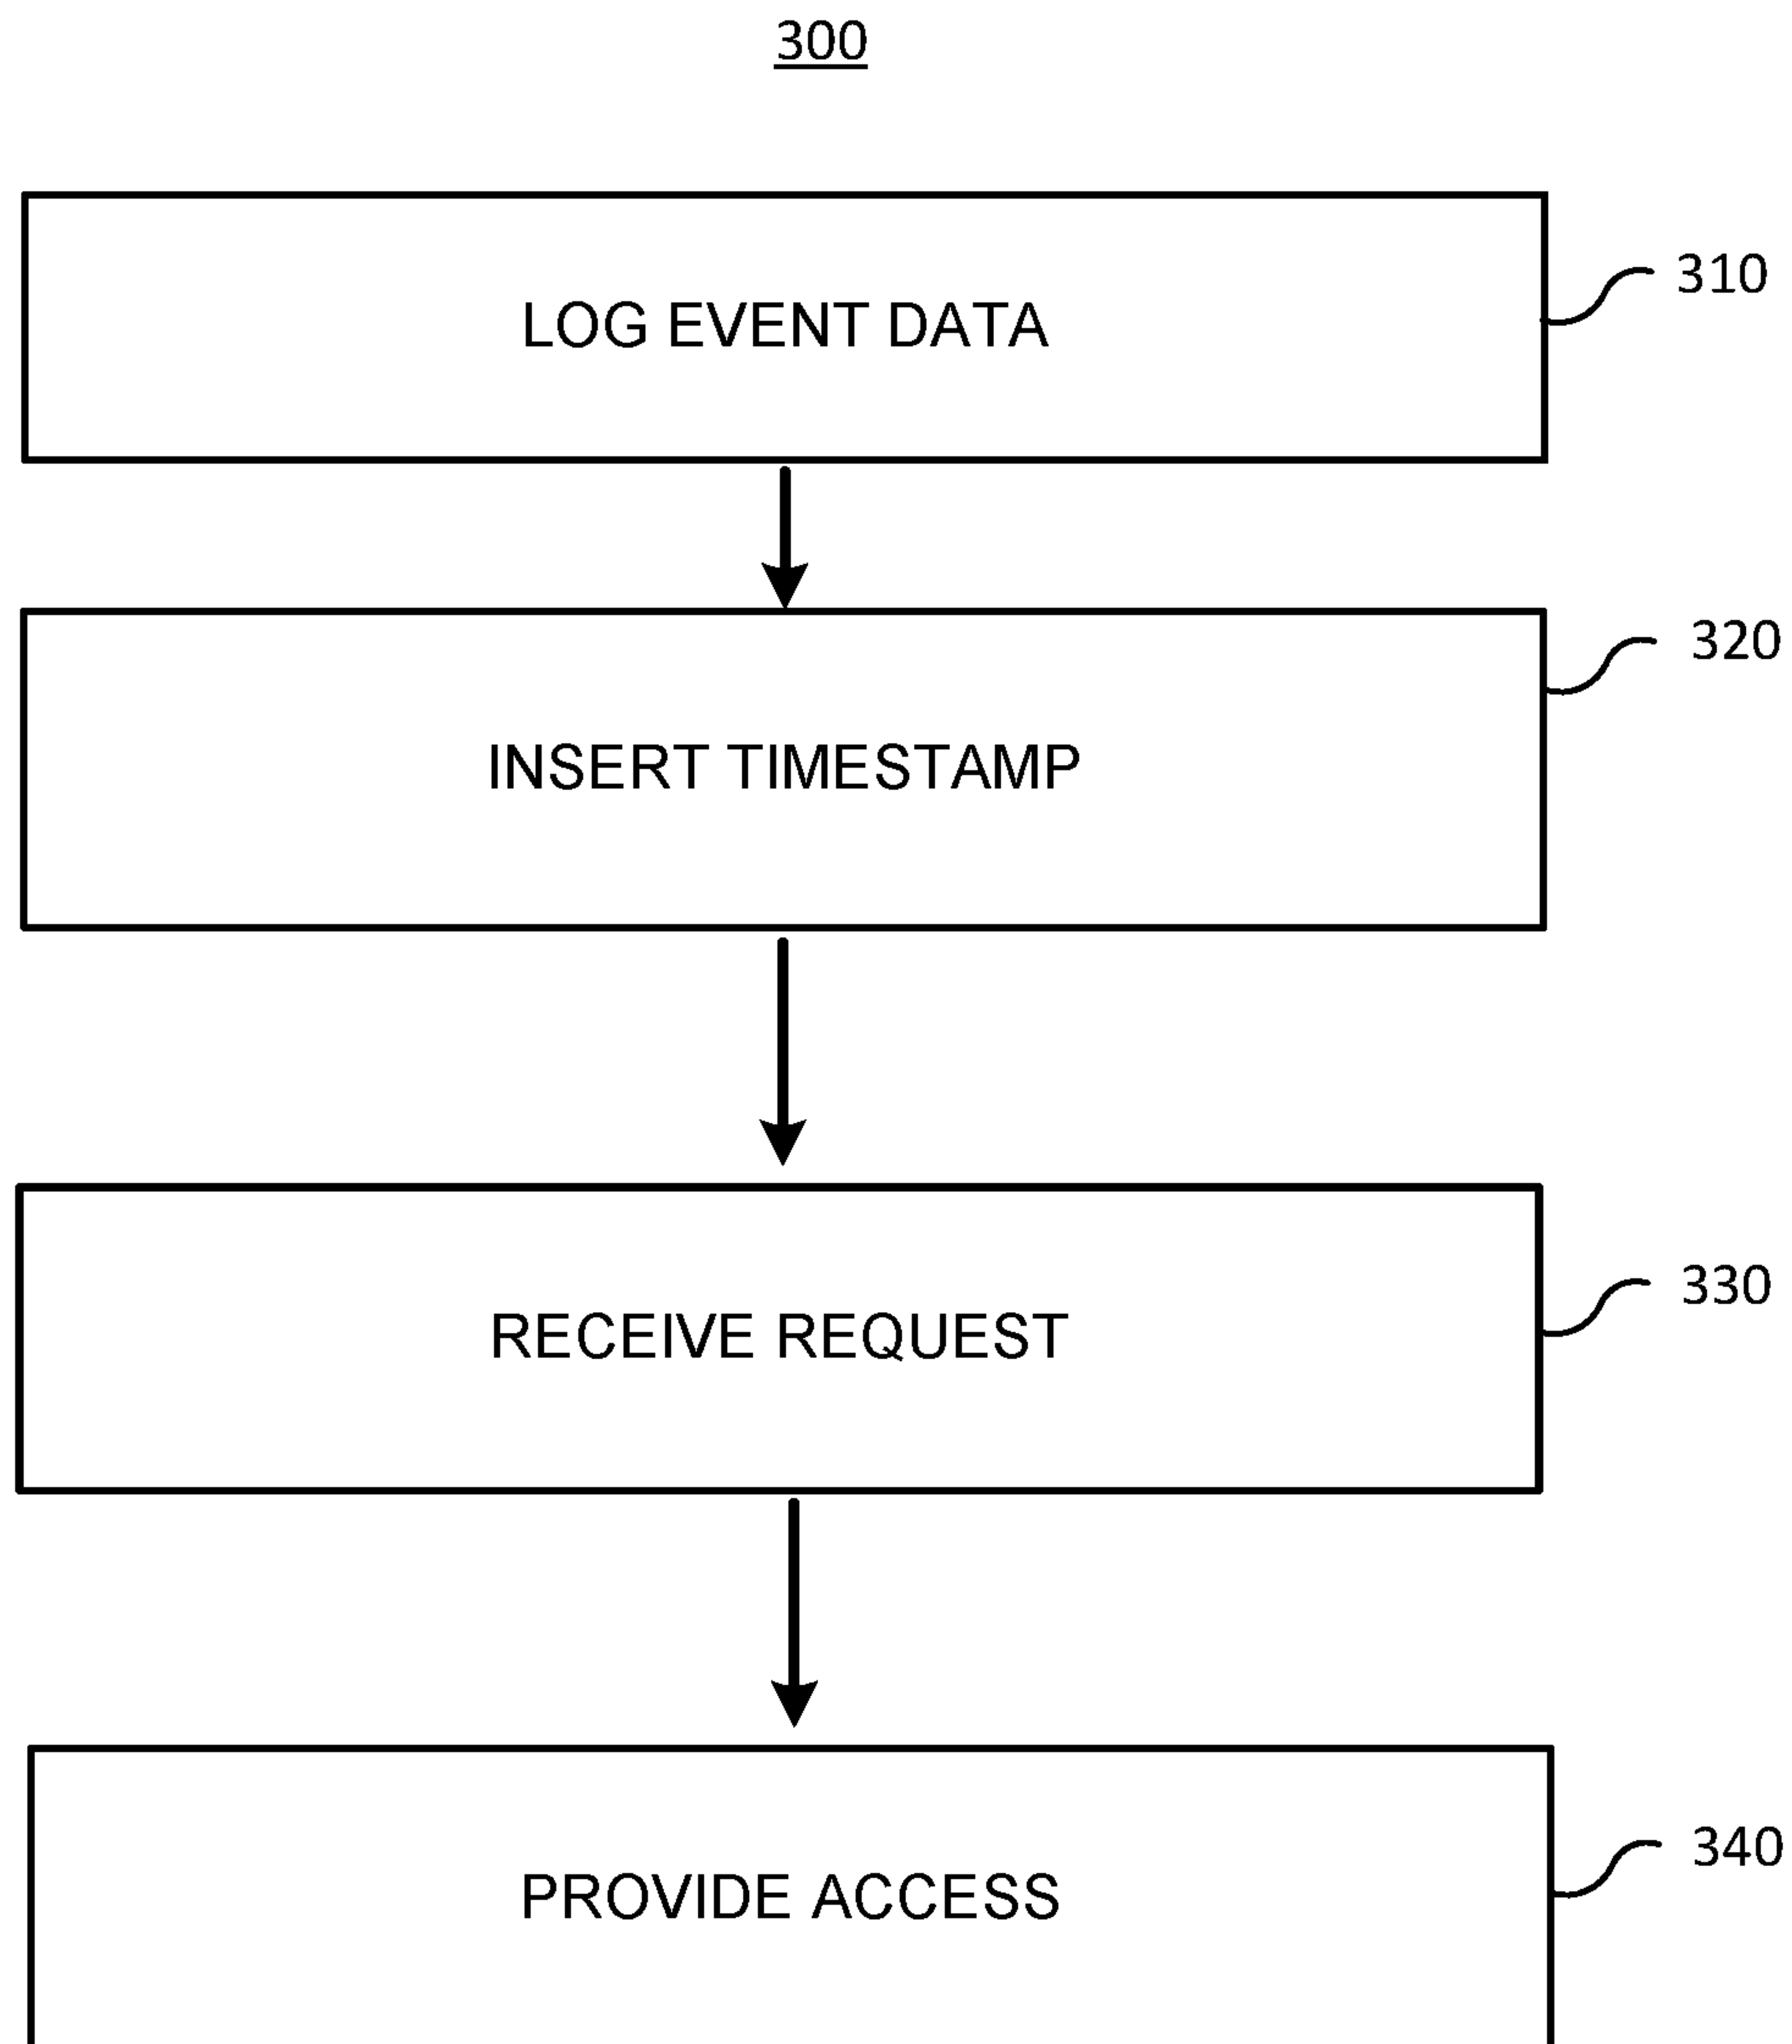 300
LOG EVENT DATA
310
INSERT TIMESTAMP
320
RECEIVE REQUEST
330
PROVIDE ACCESS
340